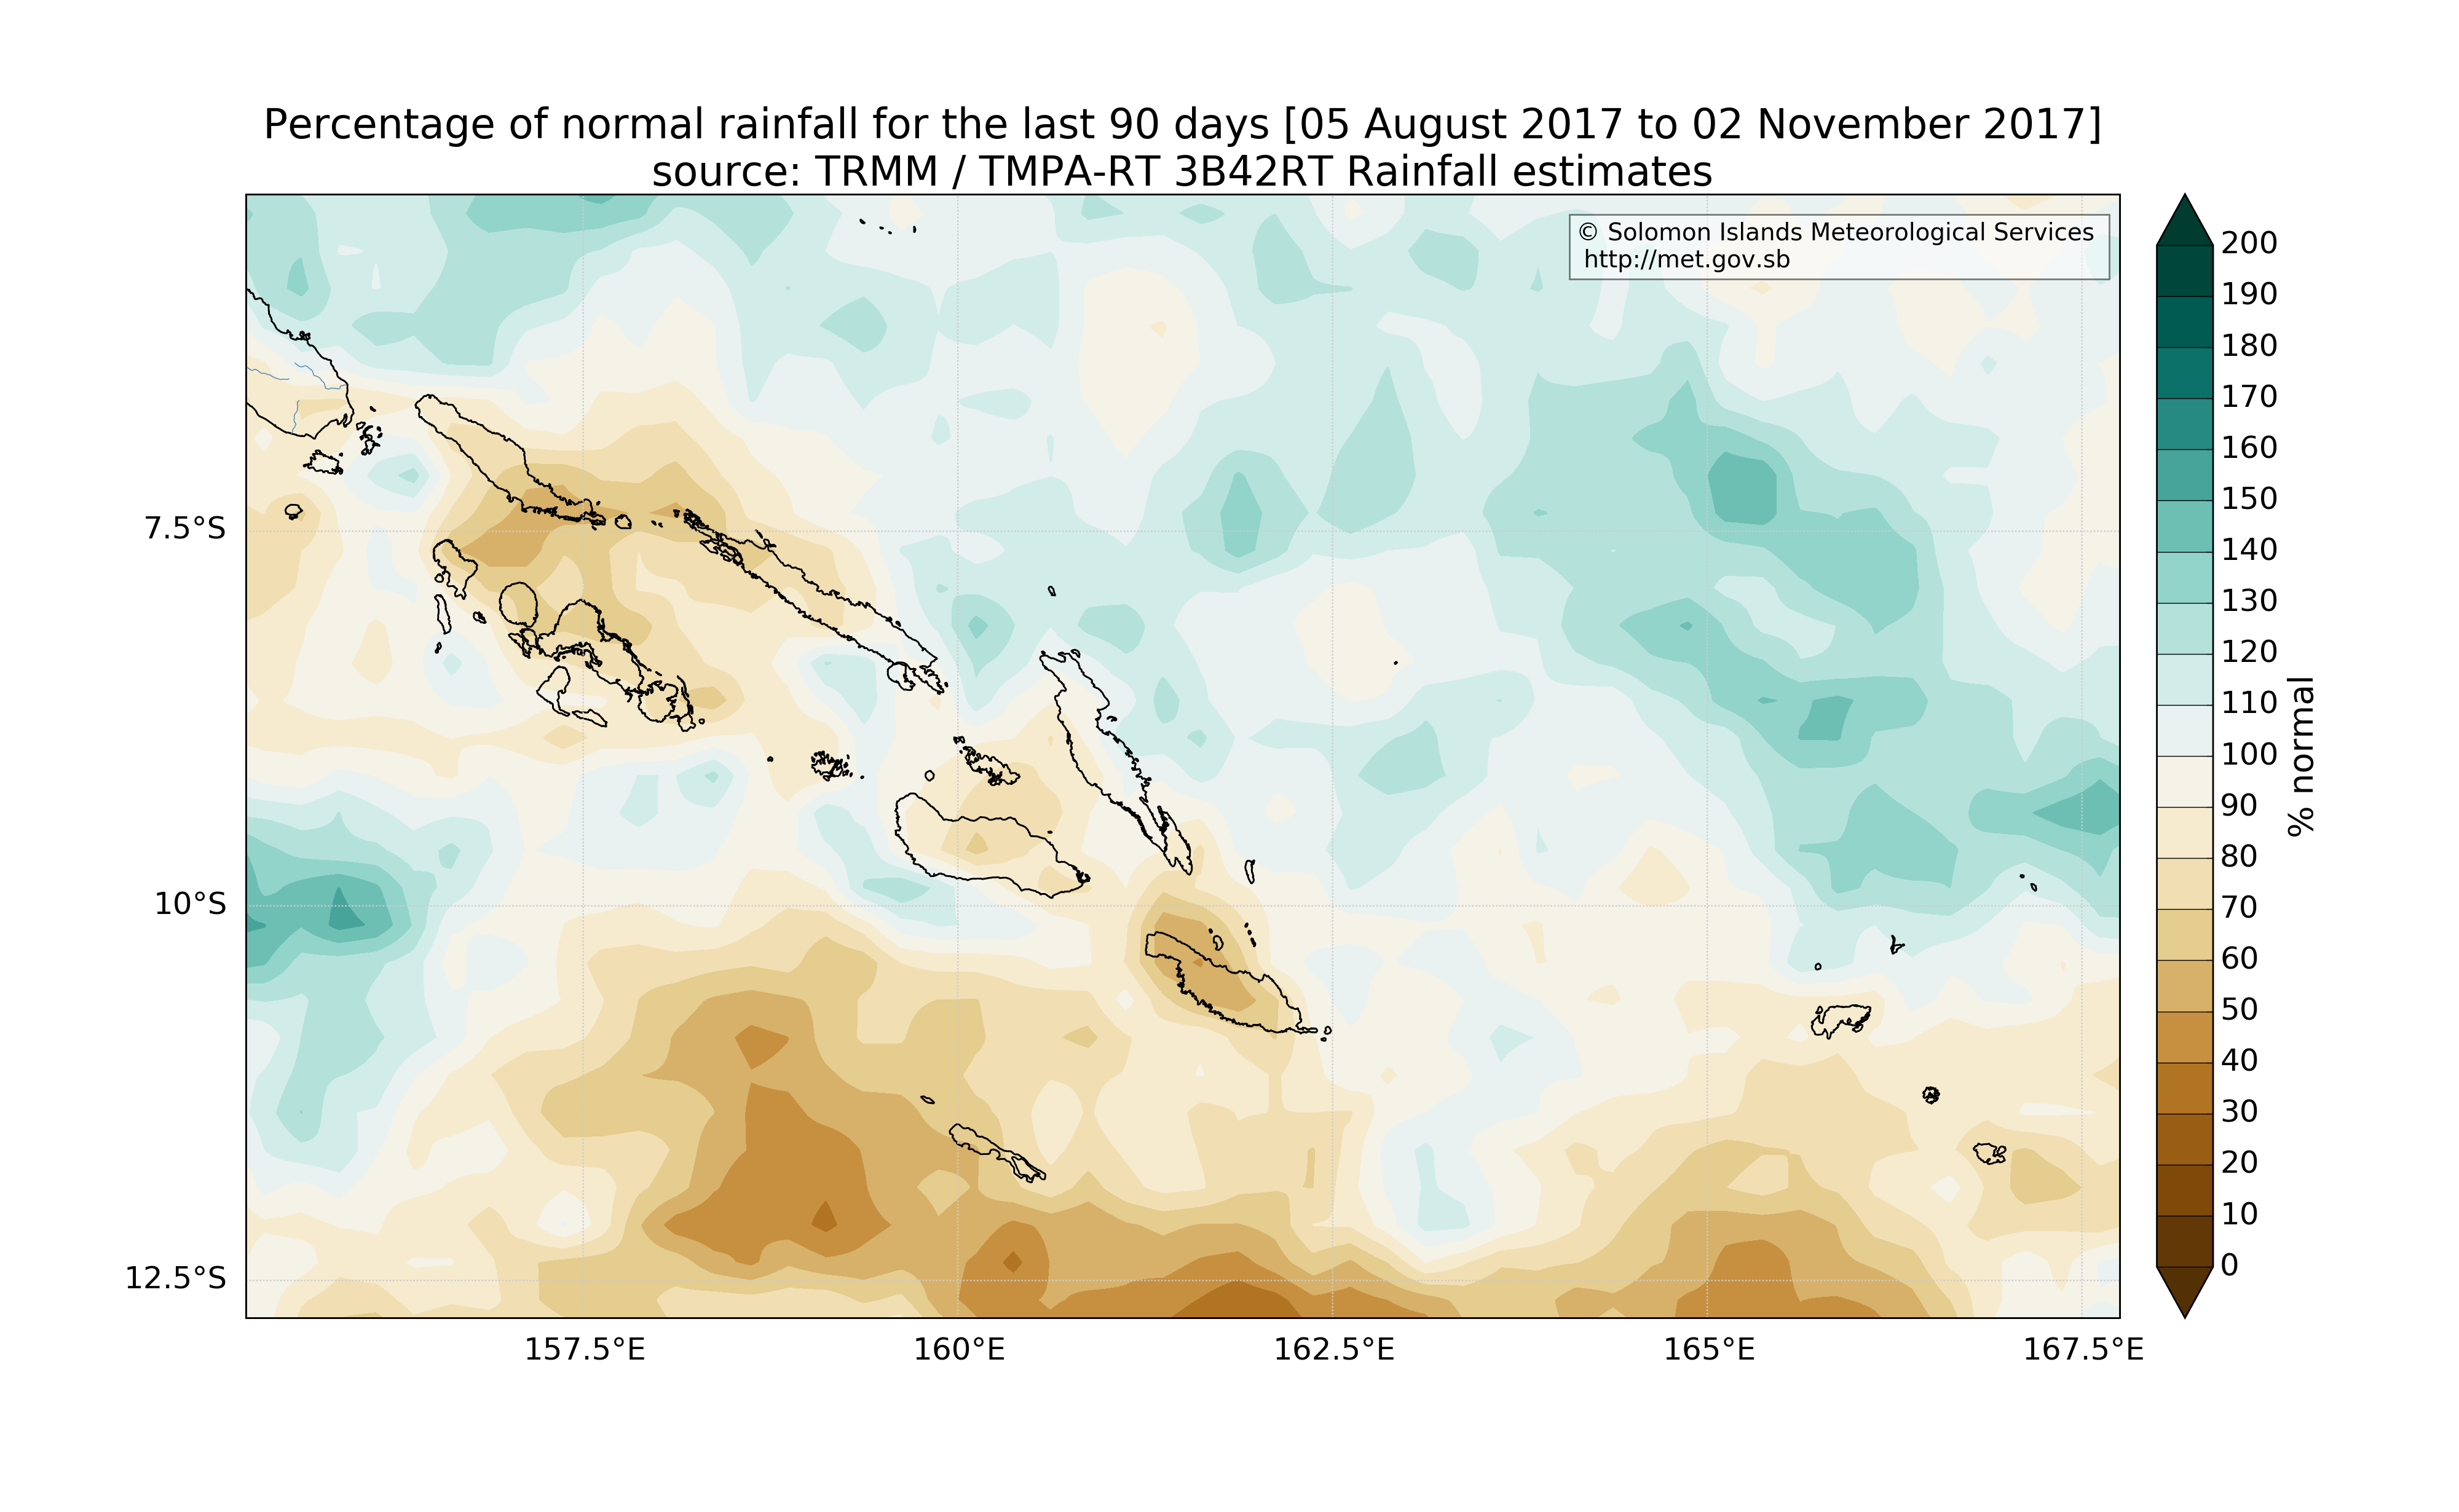 Percentage of normal rainfall for the last 90 days [05 August 2017 to 02 November 2017]
source: TRMM / TMPA-RT 3B42RT Rainfall estimates
© Solomon Islands Meteorological Services
http://met.gov.sb
7.5°S
10°S
12.5°S
157.5°E
160°E
162.5°E
165°E
167.5°E
200
190
180
170
160
150
140
130
120
110
100
90
80
70
60
50
40
30
20
10
0
% normal